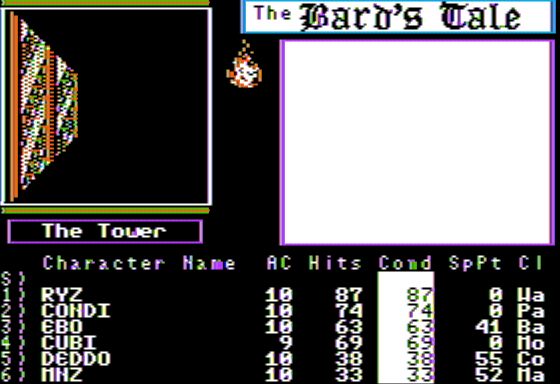 The Bard's Tale
The Tower
Character Name AC Hits Cond SpPt Cl
S)
1) RYZ 10 87 87 0 Wa
2) CONDI 10 74 74 0 Pa
3) EBO 10 63 63 41 Ba
4) CUBI 9 69 69 0 Mo
5) DEDDO 10 38 38 55 Co
6) MNZ 10 33 33 52 Ma